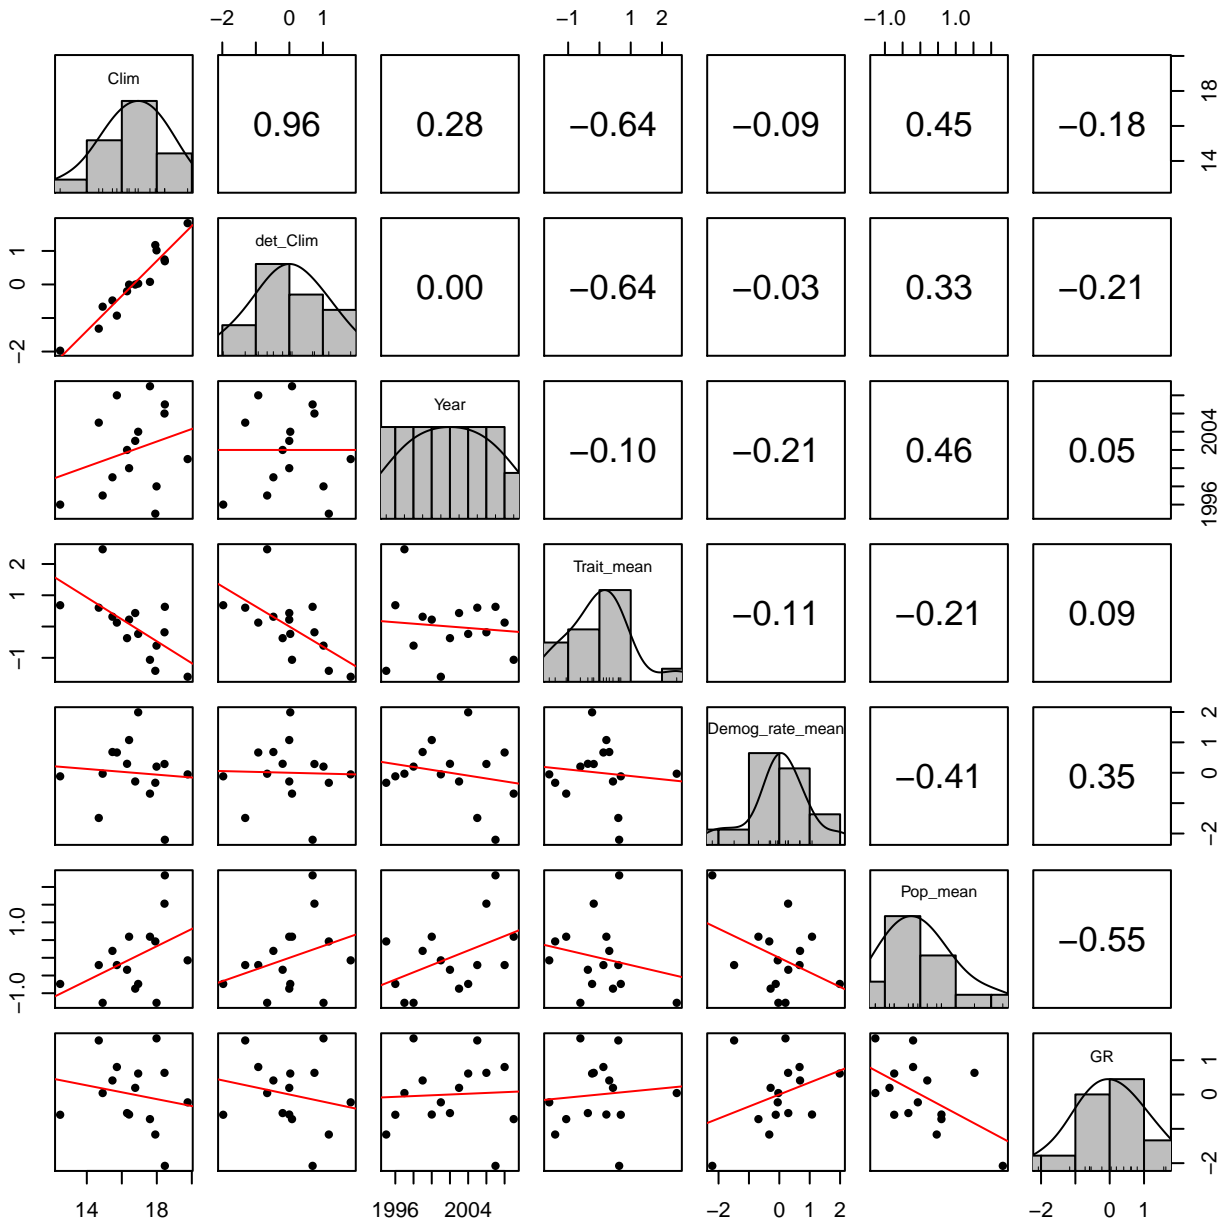 −2 0 1 −1 1 2 −1.0 1.0
Clim 0.96 0.28 −0.64 −0.09 0.45 −0.18 14 18
−2 0 1 det_Clim 0.00 −0.64 −0.03 0.33 −0.21
Year −0.10 −0.21 0.46 0.05 1996 2004
−1 1 2 Trait_mean −0.11 −0.21 0.09
Demog_rate_mean −0.41 0.35 −2 0 1 2
−1.0 1.0 Pop_mean −0.55
GR −2 0 1
14 18 1996 2004 −2 0 1 2 −2 0 1